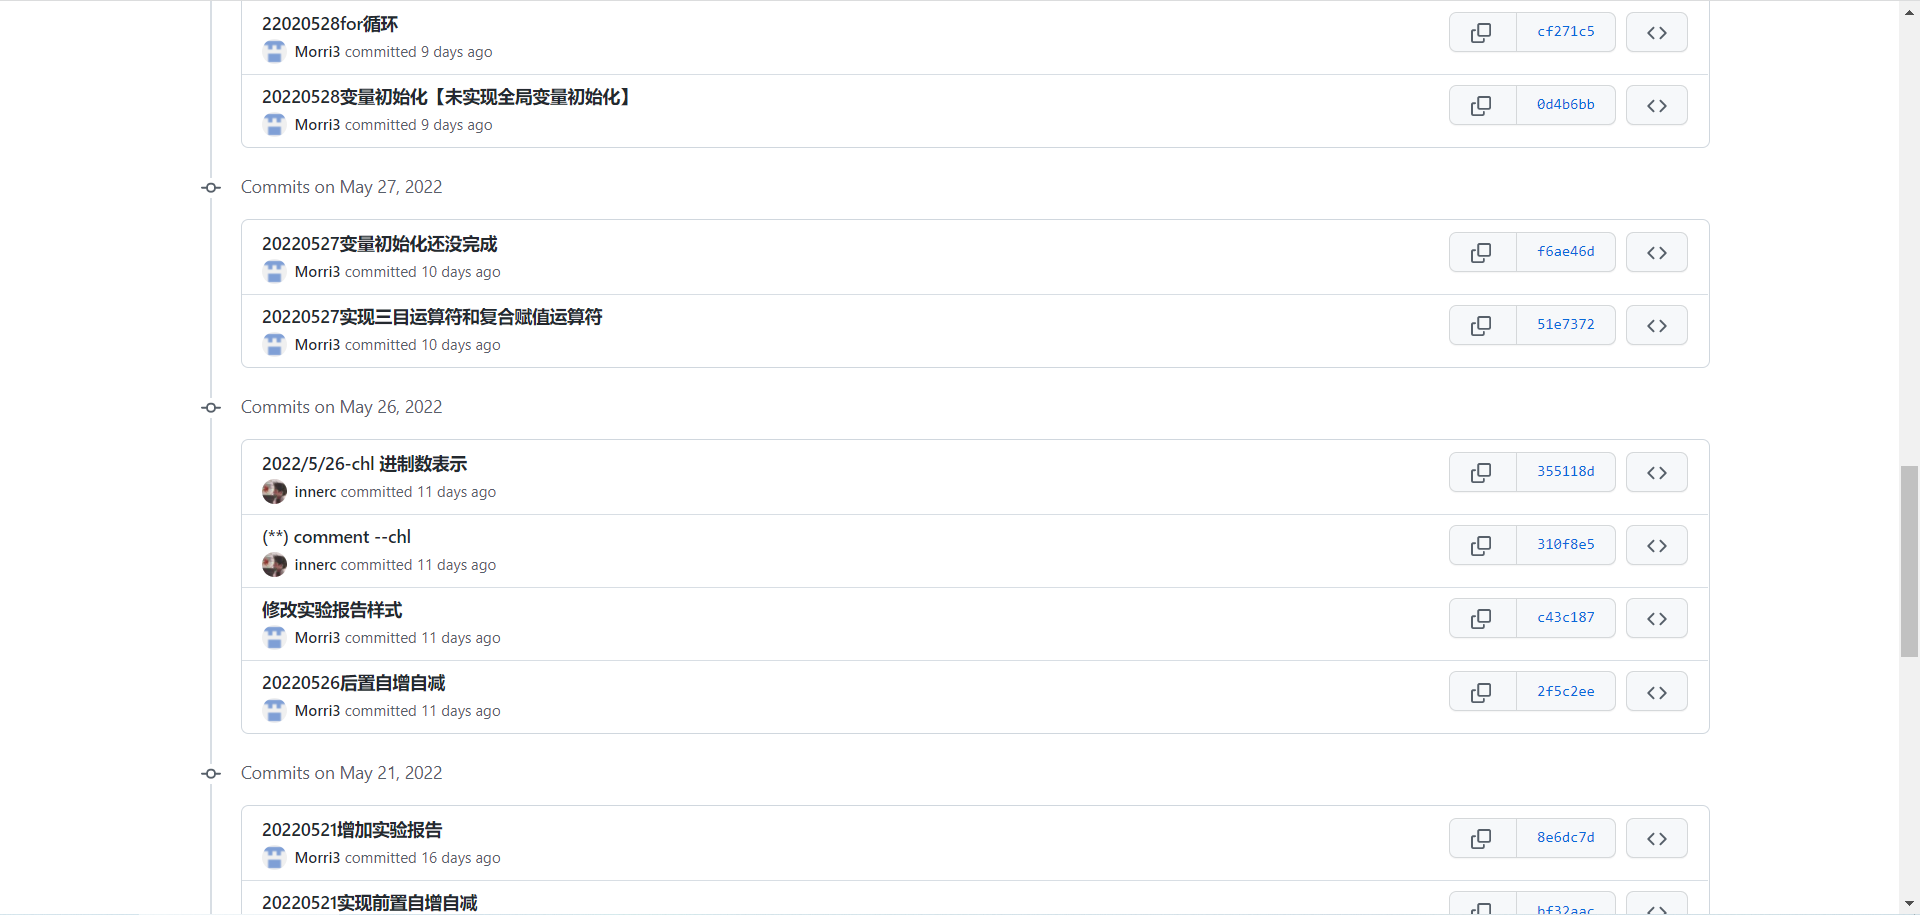 22020528for循环
Morri3 committed 9 days ago
cf271c5
20220528变量初始化【未实现全局变量初始化】
Morri3 committed 9 days ago
0d4b6bb
Commits on May 27, 2022
20220527变量初始化还没完成
Morri3 committed 10 days ago
f6ae46d
20220527实现三目运算符和复合赋值运算符
Morri3 committed 10 days ago
51e7372
Commits on May 26, 2022
2022/5/26-chl 进制数表示
innerc committed 11 days ago
355118d
(**) comment --chl
innerc committed 11 days ago
310f8e5
修改实验报告样式
Morri3 committed 11 days ago
c43c187
20220526后置自增自减
Morri3 committed 11 days ago
2f5c2ee
Commits on May 21, 2022
20220521增加实验报告
Morri3 committed 16 days ago
8e6dc7d
20220521实现前置自增自减